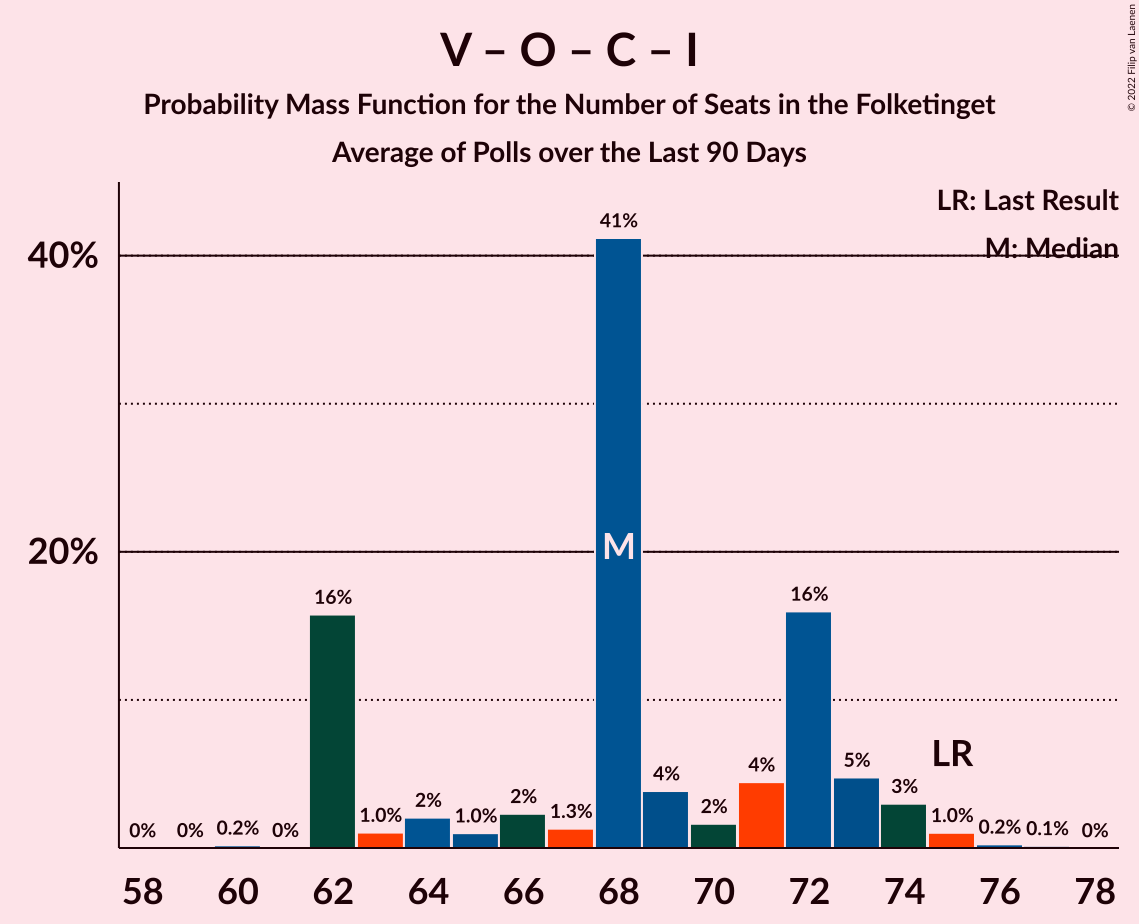 V – O – C – I
Probability Mass Function for the Number of Seats in the Folketinget
Average of Polls over the Last 90 Days
© 2022 Filip van Laenen
LR: Last Result
M: Median
40%
20%
0%
0%
0.2%
0%
16%
1.0%
2%
1.0%
2%
1.3%
41%
M
4%
2%
4%
16%
5%
3%
LR
1.0%
0.2%
0.1%
0%
58 60 62 64 66 68 70 72 74 76 78